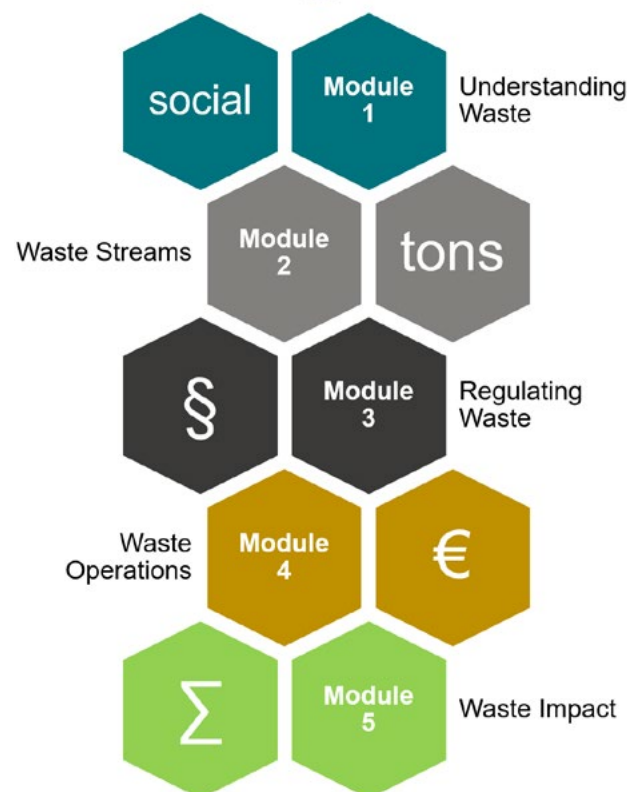 social
Module
1
Understanding
Waste
Waste Streams
Module
2
tons
§
Module
3
Regulating
Waste
Waste
Operations
Module
4
€
∑
Module
5
Waste Impact